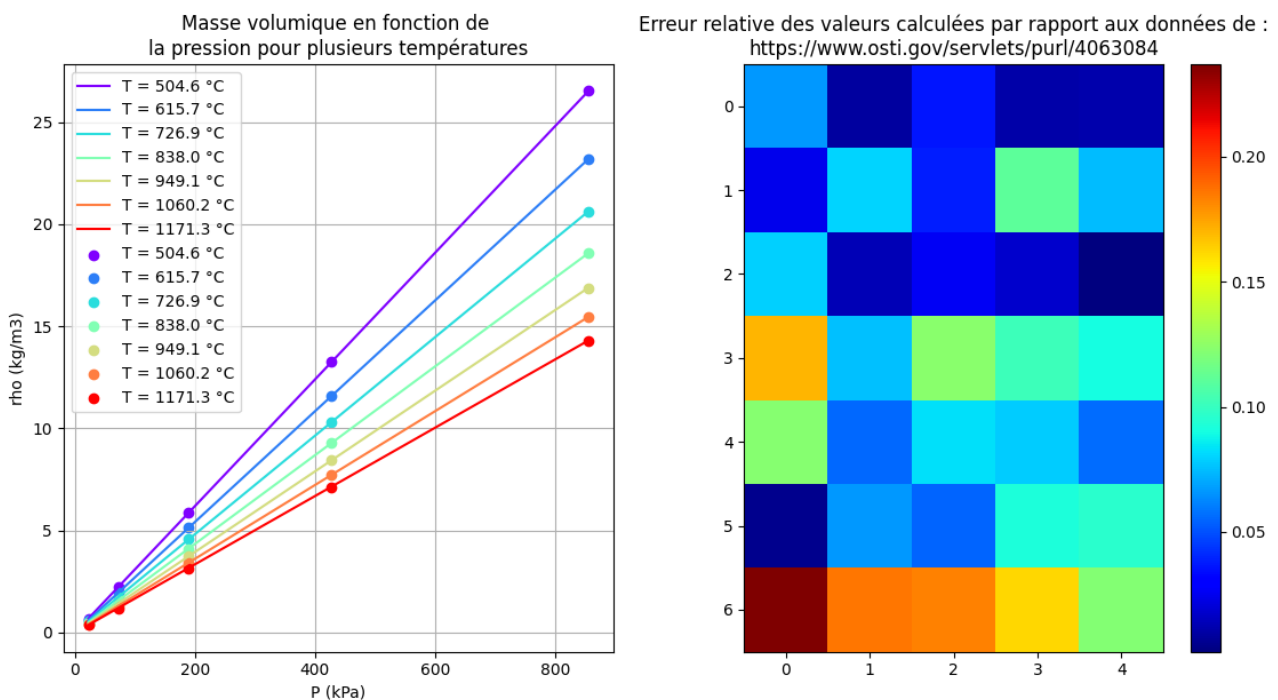 Masse volumique en fonction de
la pression pour plusieurs températures
T = 504.6 °C
T = 615.7 °C
T = 726.9 °C
T = 838.0 °C
T = 949.1 °C
T = 1060.2 °C
T = 1171.3 °C
T = 504.6 °C
T = 615.7 °C
T = 726.9 °C
T = 838.0 °C
T = 949.1 °C
T = 1060.2 °C
T = 1171.3 °C
rho (kg/m3)
25
20
15
10
5
0
0 200 400 600 800
P (kPa)
Erreur relative des valeurs calculées par rapport aux données de :
https://www.osti.gov/servlets/purl/4063084
0
1
2
3
4
5
6
0 1 2 3 4
0.20
0.15
0.10
0.05